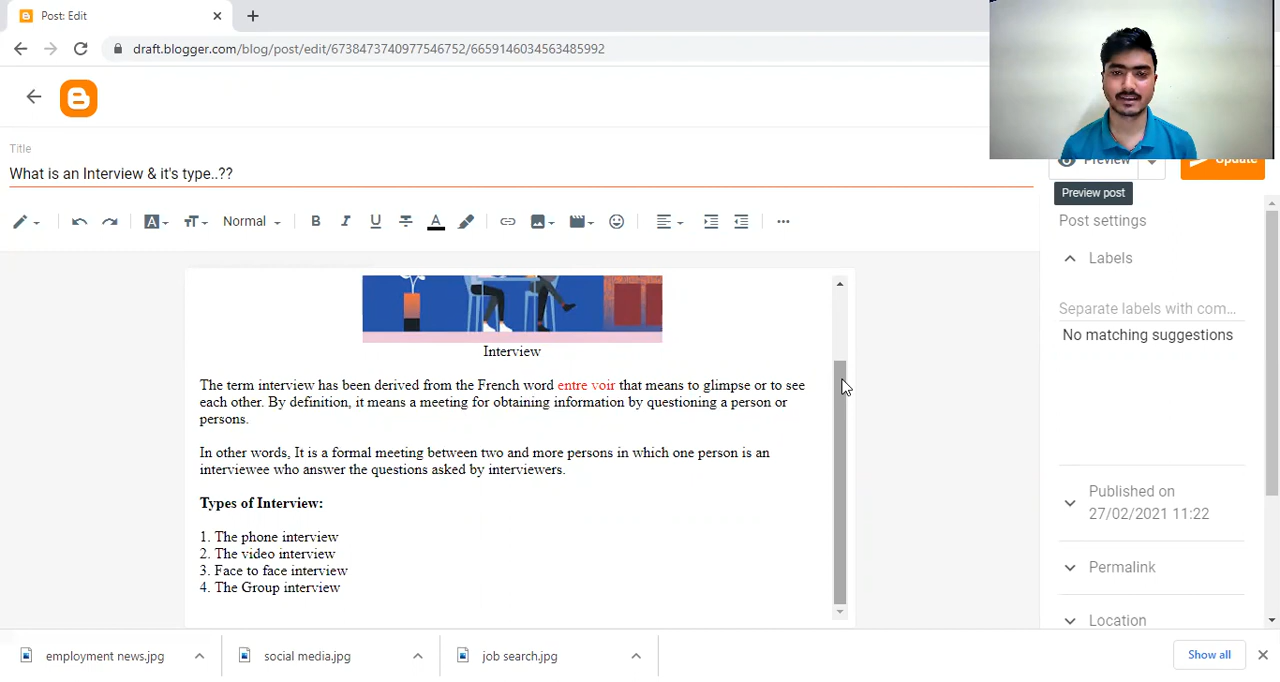 Post: Edit
draft.blogger.com/blog/post/edit/6738473740977546752/6659146034563485992
Title
What is an Interview & it's type..??
Preview
Update
Preview post
Normal
B I U A
Post settings
Labels
Separate labels with com...
No matching suggestions
Interview
The term interview has been derived from the French word entre voir that means to glimpse or to see
each other. By definition, it means a meeting for obtaining information by questioning a person or
persons.
In other words, It is a formal meeting between two and more persons in which one person is an
interviewee who answer the questions asked by interviewers.
Types of Interview:
1. The phone interview
2. The video interview
3. Face to face interview
4. The Group interview
Published on
27/02/2021 11:22
Permalink
Location
employment news.jpg
social media.jpg
job search.jpg
Show all